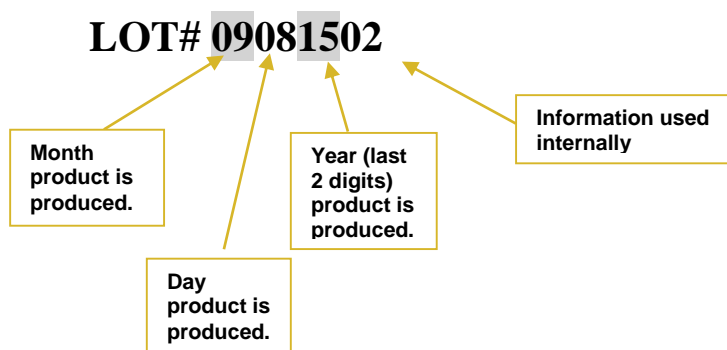 LOT# 09081502
Month
product is
produced.
Day
product is
produced.
Year (last
2 digits)
product is
produced.
Information used
internally